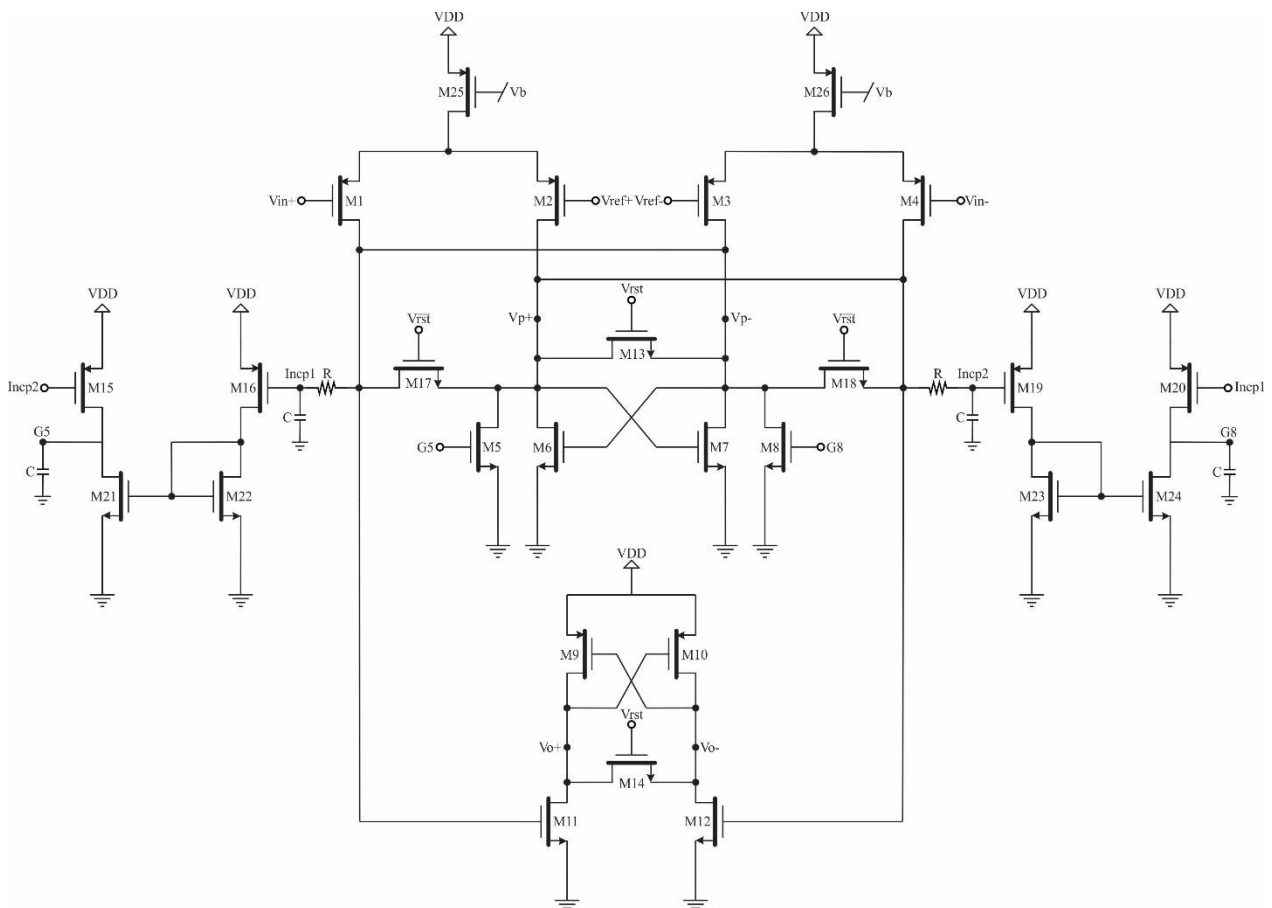 VDD VDD
M25 Vb M26 Vb
Vin+ M1 M2 Vref+ Vref- M3 M4 Vin-
VDD VDD Vrst VDD VDD
Vp+ Vp-
V̅r̅s̅t̅ M13 V̅r̅s̅t̅
Incp2 M15 M16 Incp1 R M17 M18 R Incp2 M19 M20 Incp1
C C
G5 G5 M5 M6 M7 M8 G8 G8
C M21 M22 M23 M24 C
VDD
M9 M10
Vrst
Vo+ Vo-
M14
M11 M12